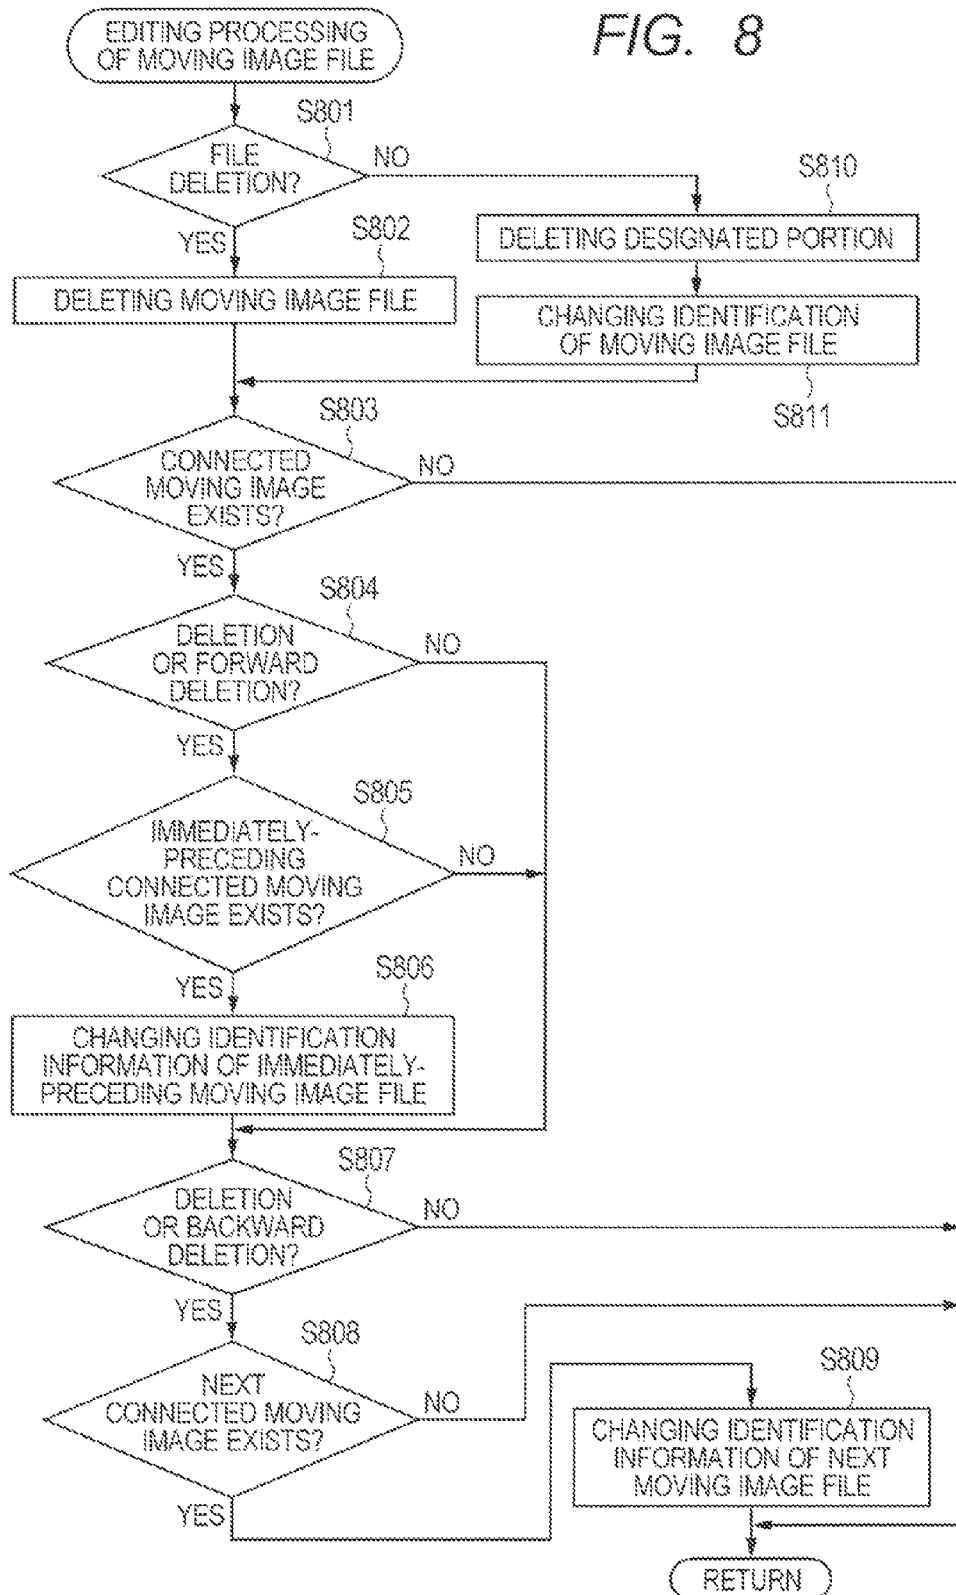 FIG. 8
EDITING PROCESSING
OF MOVING IMAGE FILE
S801
FILE
DELETION?
NO
YES
S810
DELETING DESIGNATED PORTION
S802
DELETING MOVING IMAGE FILE
CHANGING IDENTIFICATION
OF MOVING IMAGE FILE
S811
S803
CONNECTED
MOVING IMAGE
EXISTS?
NO
YES
S804
DELETION
OR FORWARD
DELETION?
NO
YES
S805
IMMEDIATELY-
PRECEDING
CONNECTED MOVING
IMAGE EXISTS?
NO
YES
S806
CHANGING IDENTIFICATION
INFORMATION OF IMMEDIATELY-
PRECEDING MOVING IMAGE FILE
S807
DELETION
OR BACKWARD
DELETION?
NO
YES
S808
NEXT
CONNECTED MOVING
IMAGE EXISTS?
NO
YES
S809
CHANGING IDENTIFICATION
INFORMATION OF NEXT
MOVING IMAGE FILE
RETURN